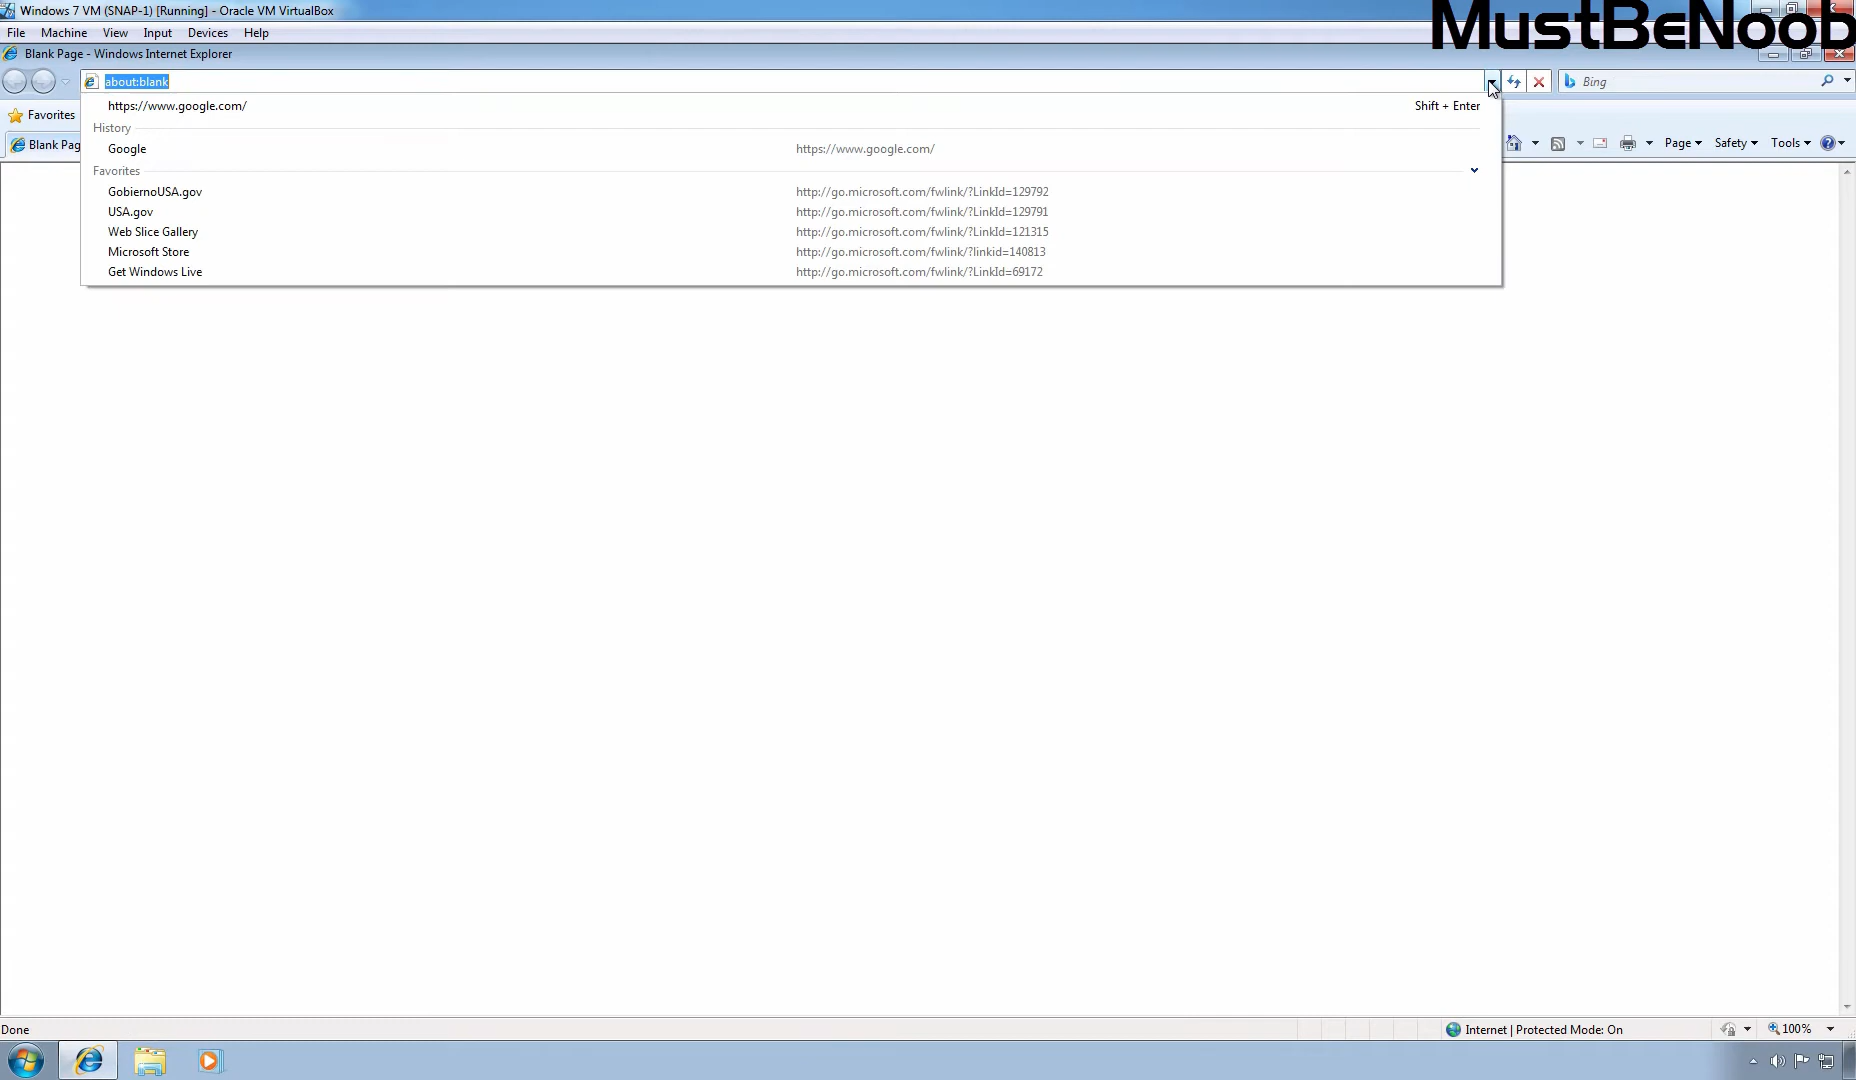 Windows 7 VM (SNAP-1) [Running] - Oracle VM VirtualBox
MustBeNoob
File Machine View Input Devices Help
Blank Page - Windows Internet Explorer
about:blank
Bing
https://www.google.com/ Shift + Enter
Favorites
History
Blank Pag
Page Safety Tools
Google https://www.google.com/
Favorites
GobiernoUSA.gov http://go.microsoft.com/fwlink/?LinkId=129792
USA.gov http://go.microsoft.com/fwlink/?LinkId=129791
Web Slice Gallery http://go.microsoft.com/fwlink/?LinkId=121315
Microsoft Store http://go.microsoft.com/fwlink/?linkid=140813
Get Windows Live http://go.microsoft.com/fwlink/?LinkId=69172
Done
Internet | Protected Mode: On
100%